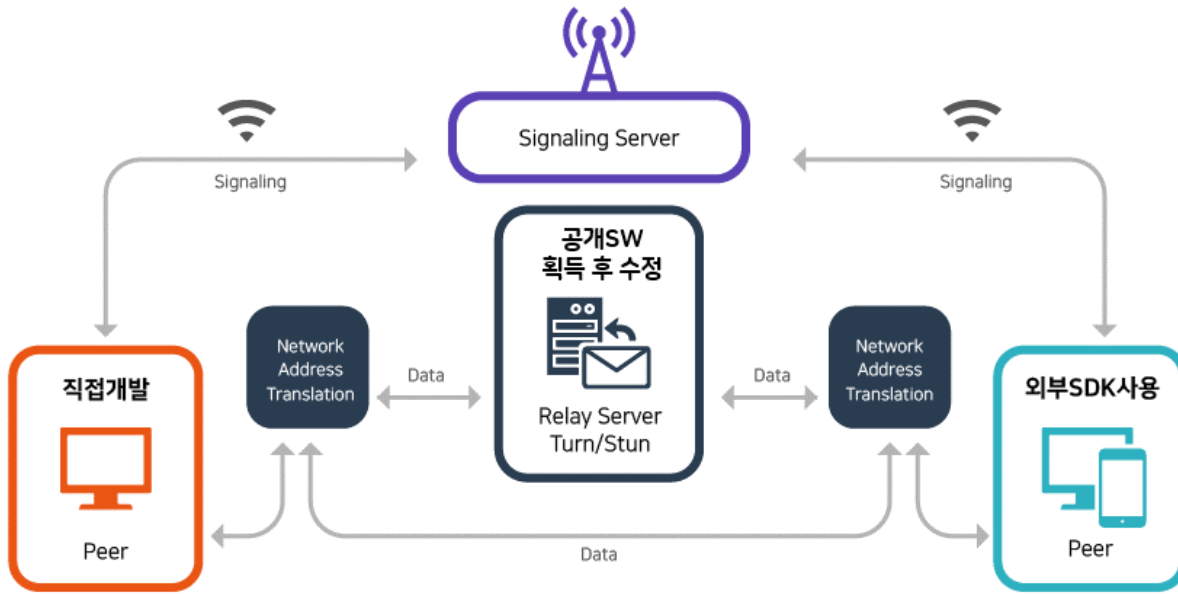 Signaling Server
Signaling
Signaling
공개SW
획득 후 수정
Relay Server
Turn/Stun
Network
Address
Translation
Data
Data
Network
Address
Translation
직접개발
Peer
외부SDK사용
Peer
Data